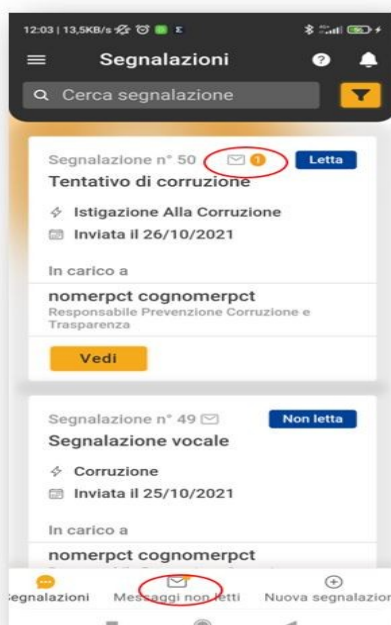 12:03 | 13,5KB/s
Segnalazioni
Cerca segnalazione
Segnalazione n° 50 1 Letta
Tentativo di corruzione
Istigazione Alla Corruzione
Inviata il 26/10/2021
In carico a
nomerpct cognomerpct
Responsabile Prevenzione Corruzione e
Trasparenza
Vedi
Segnalazione n° 49 Non letta
Segnalazione vocale
Corruzione
Inviata il 25/10/2021
In carico a
nomerpct cognomerpct
egnalazioni Messaggi non letti Nuova segnalazion